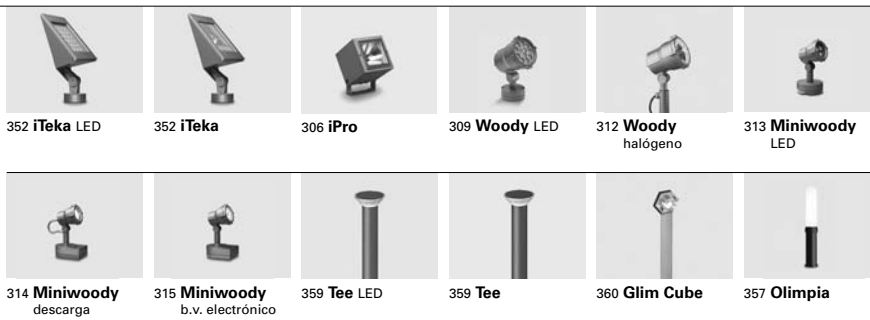 352 iTeka LED
352 iTeka
306 iPro
309 Woody LED
312 Woody
halógeno
313 Miniwoody
LED
314 Miniwoody
descarga
315 Miniwoody
b.v. electrónico
359 Tee LED
359 Tee
360 Glim Cube
357 Olimpia